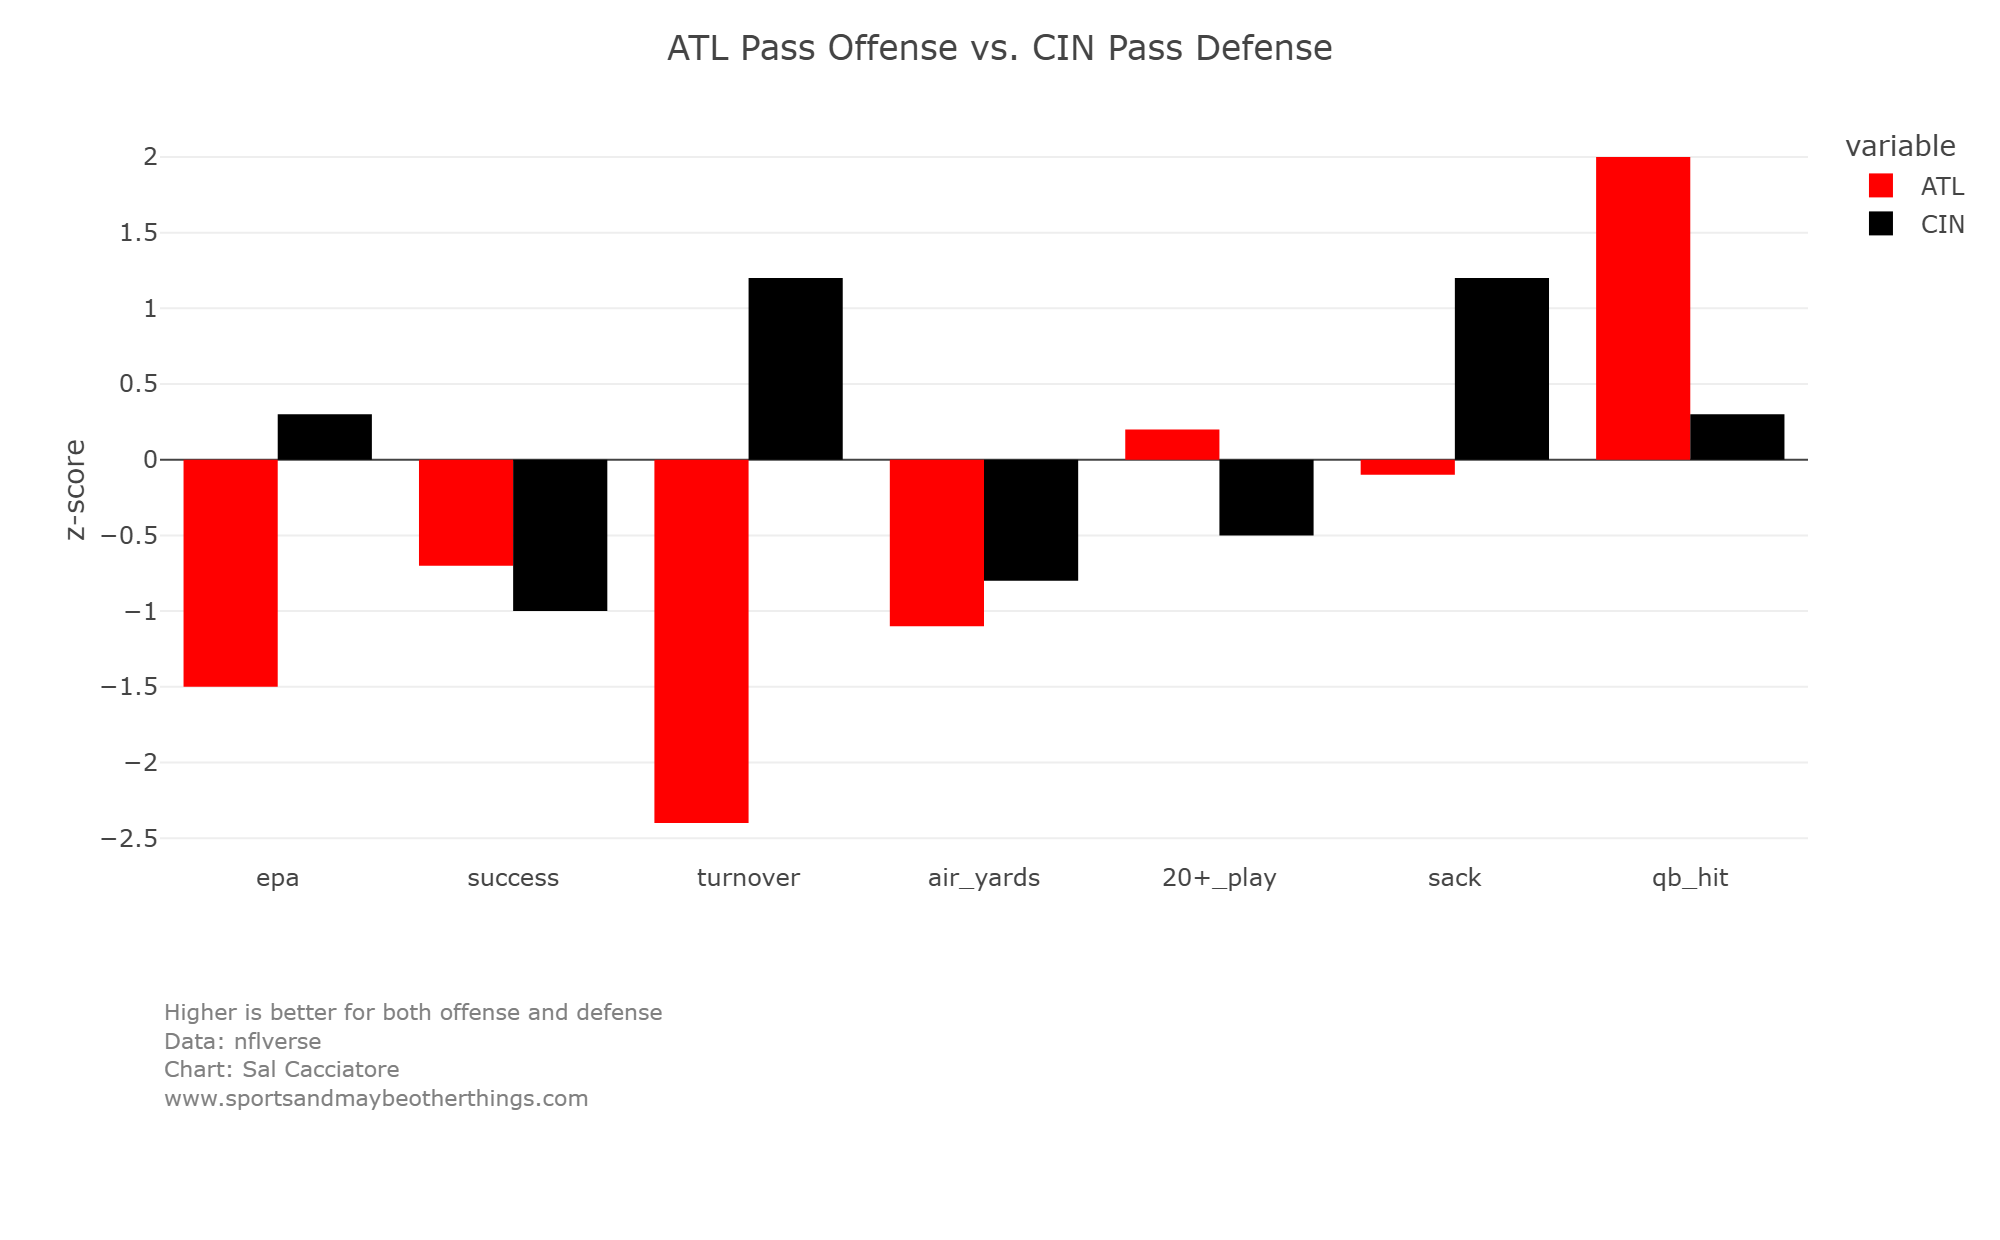 ATL Pass Offense vs. CIN Pass Defense
variable
ATL
CIN
z-score
2
1.5
1
0.5
0
−0.5
−1
−1.5
−2
−2.5
epa success turnover air_yards 20+_play sack qb_hit
Higher is better for both offense and defense
Data: nflverse
Chart: Sal Cacciatore
www.sportsandmaybeotherthings.com